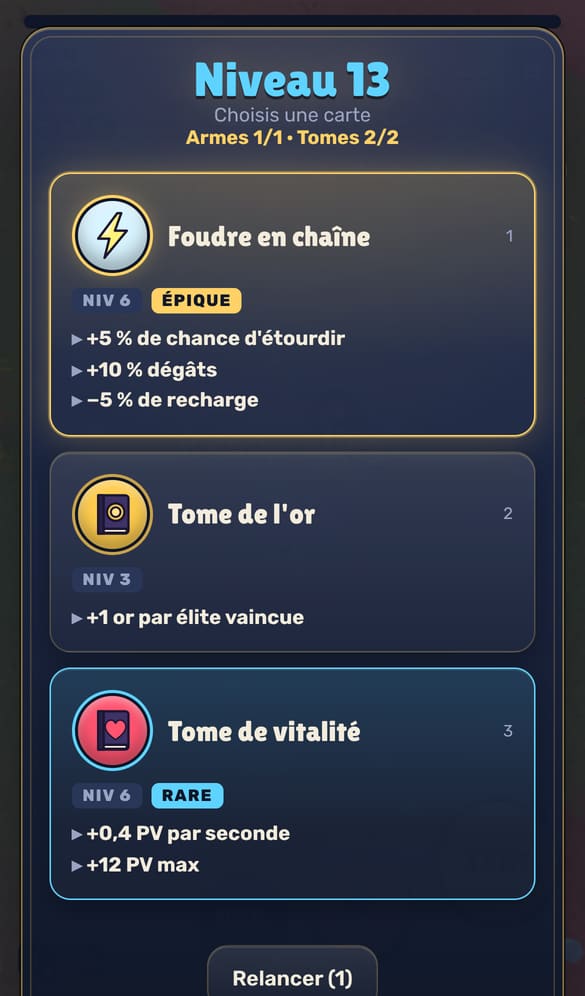 Niveau 13
Choisis une carte
Armes 1/1 • Tomes 2/2
Foudre en chaîne
1
NIV 6 ÉPIQUE
▸ +5 % de chance d'étourdir
▸ +10 % dégâts
▸ −5 % de recharge
Tome de l'or
2
NIV 3
▸ +1 or par élite vaincue
Tome de vitalité
3
NIV 6 RARE
▸ +0,4 PV par seconde
▸ +12 PV max
Relancer (1)